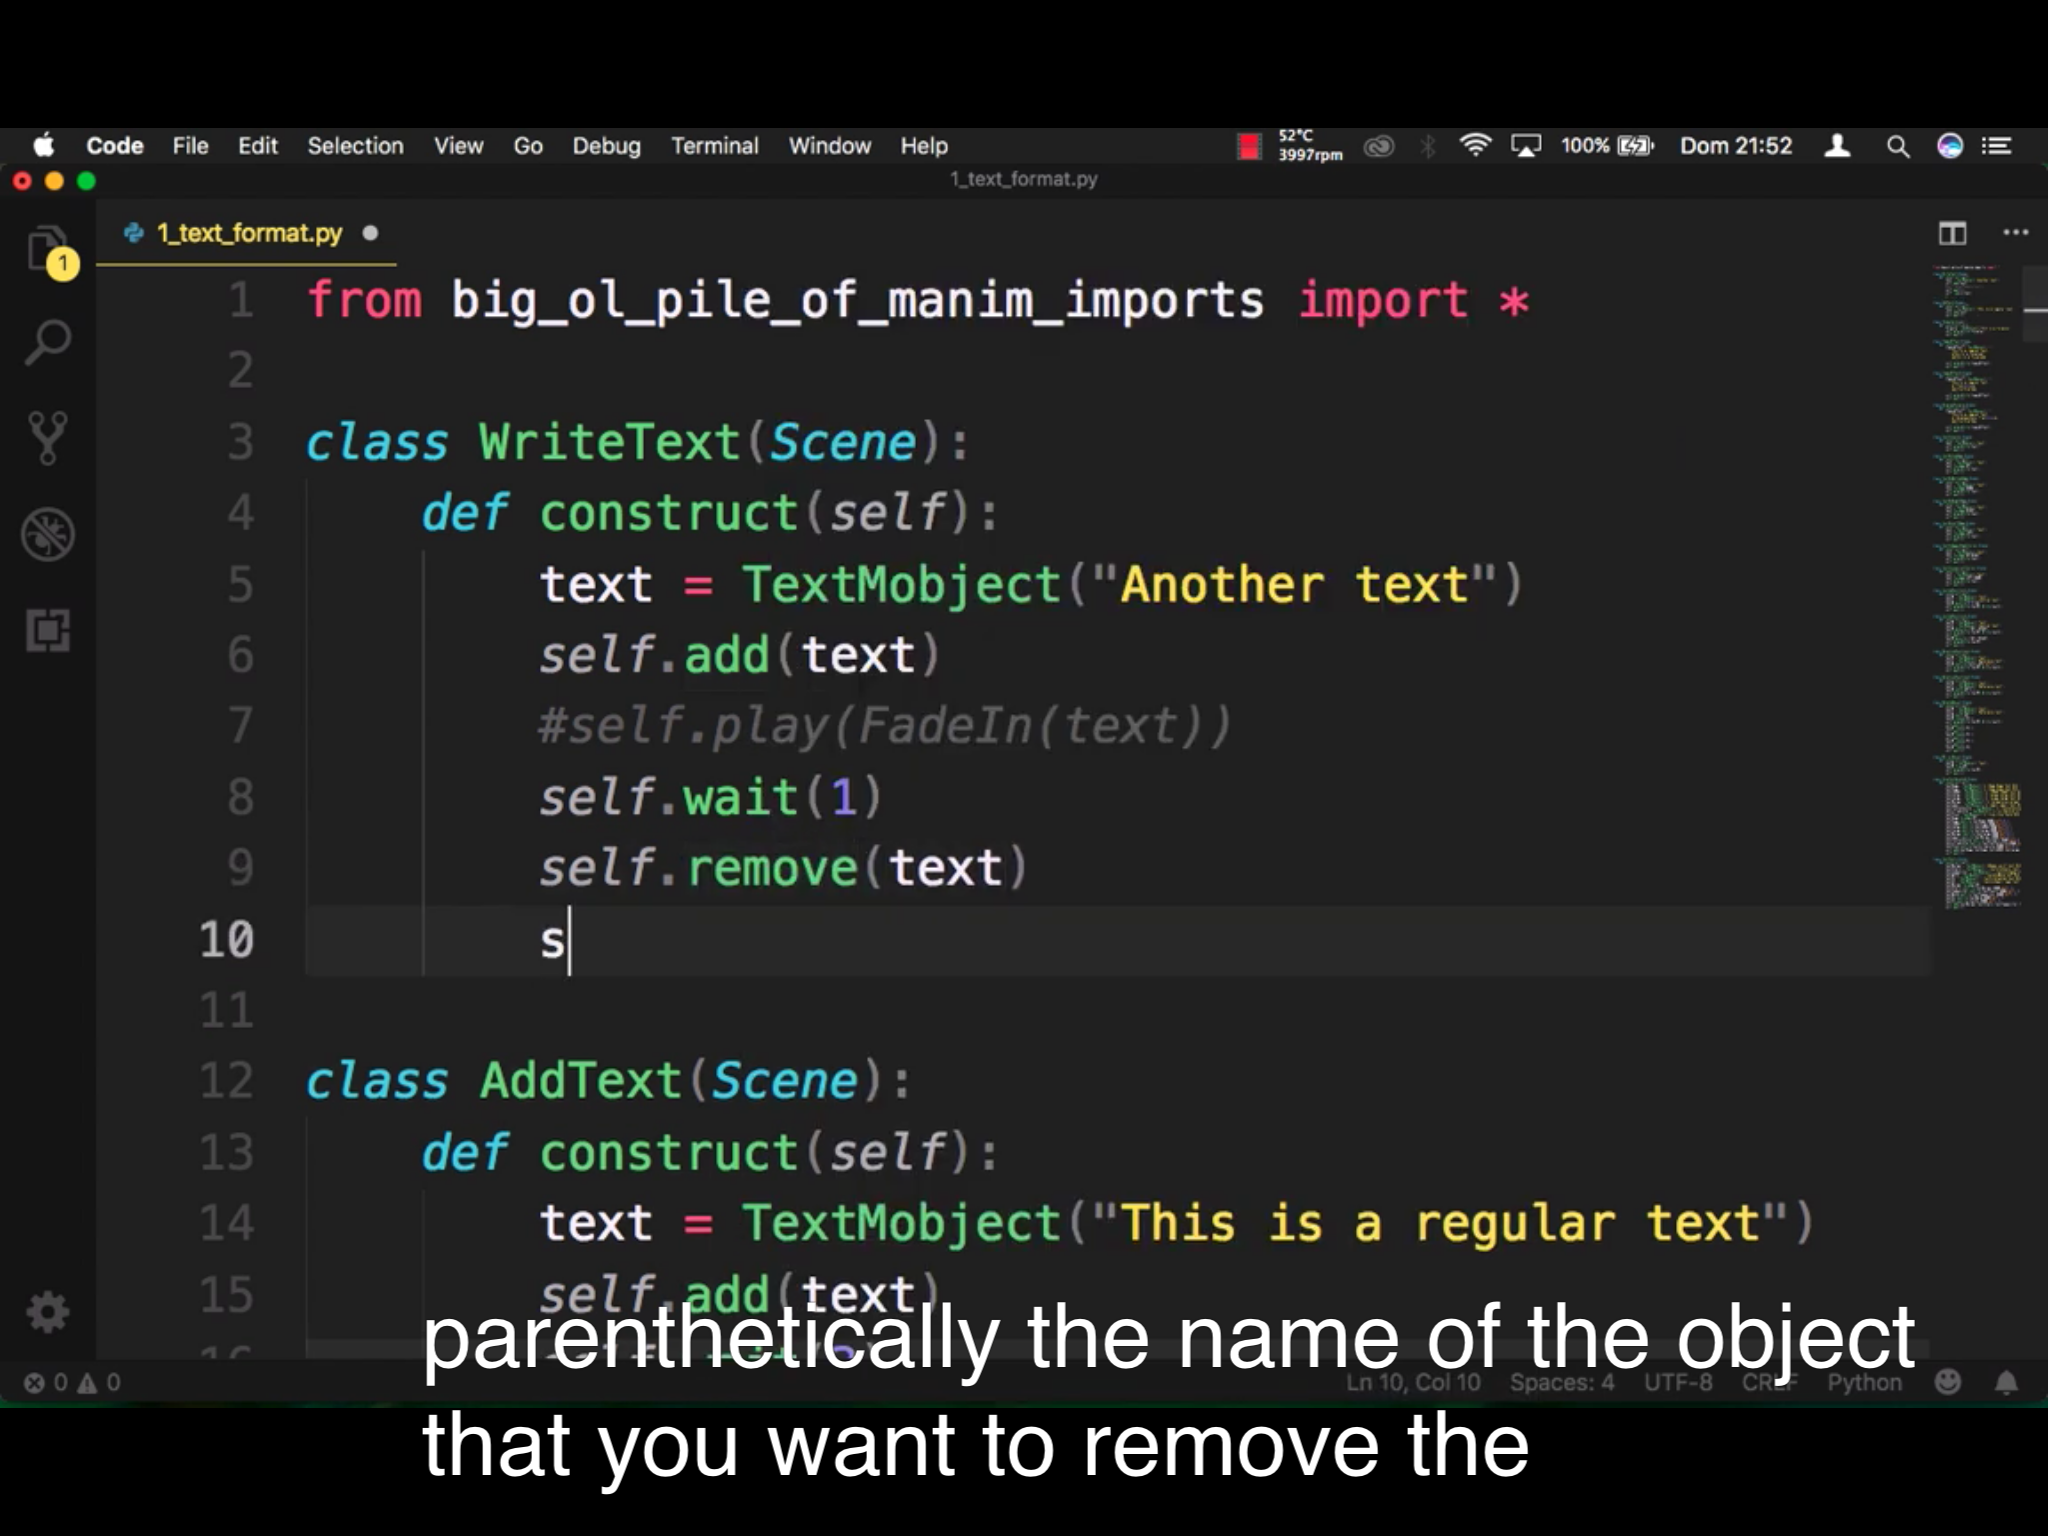 Code File Edit Selection View Go Debug Terminal Window Help 52°C 3997rpm 100% Dom 21:52
1_text_format.py
1_text_format.py
1
1 from big_ol_pile_of_manim_imports import *
2
3 class WriteText(Scene):
4 def construct(self):
5 text = TextMobject("Another text")
6 self.add(text)
7 #self.play(FadeIn(text))
8 self.wait(1)
9 self.remove(text)
10 s
11
12 class AddText(Scene):
13 def construct(self):
14 text = TextMobject("This is a regular text")
15 self.add(text)
parenthetically the name of the object
0 0 Ln 10, Col 10 Spaces: 4 UTF-8 CRLF Python
that you want to remove the